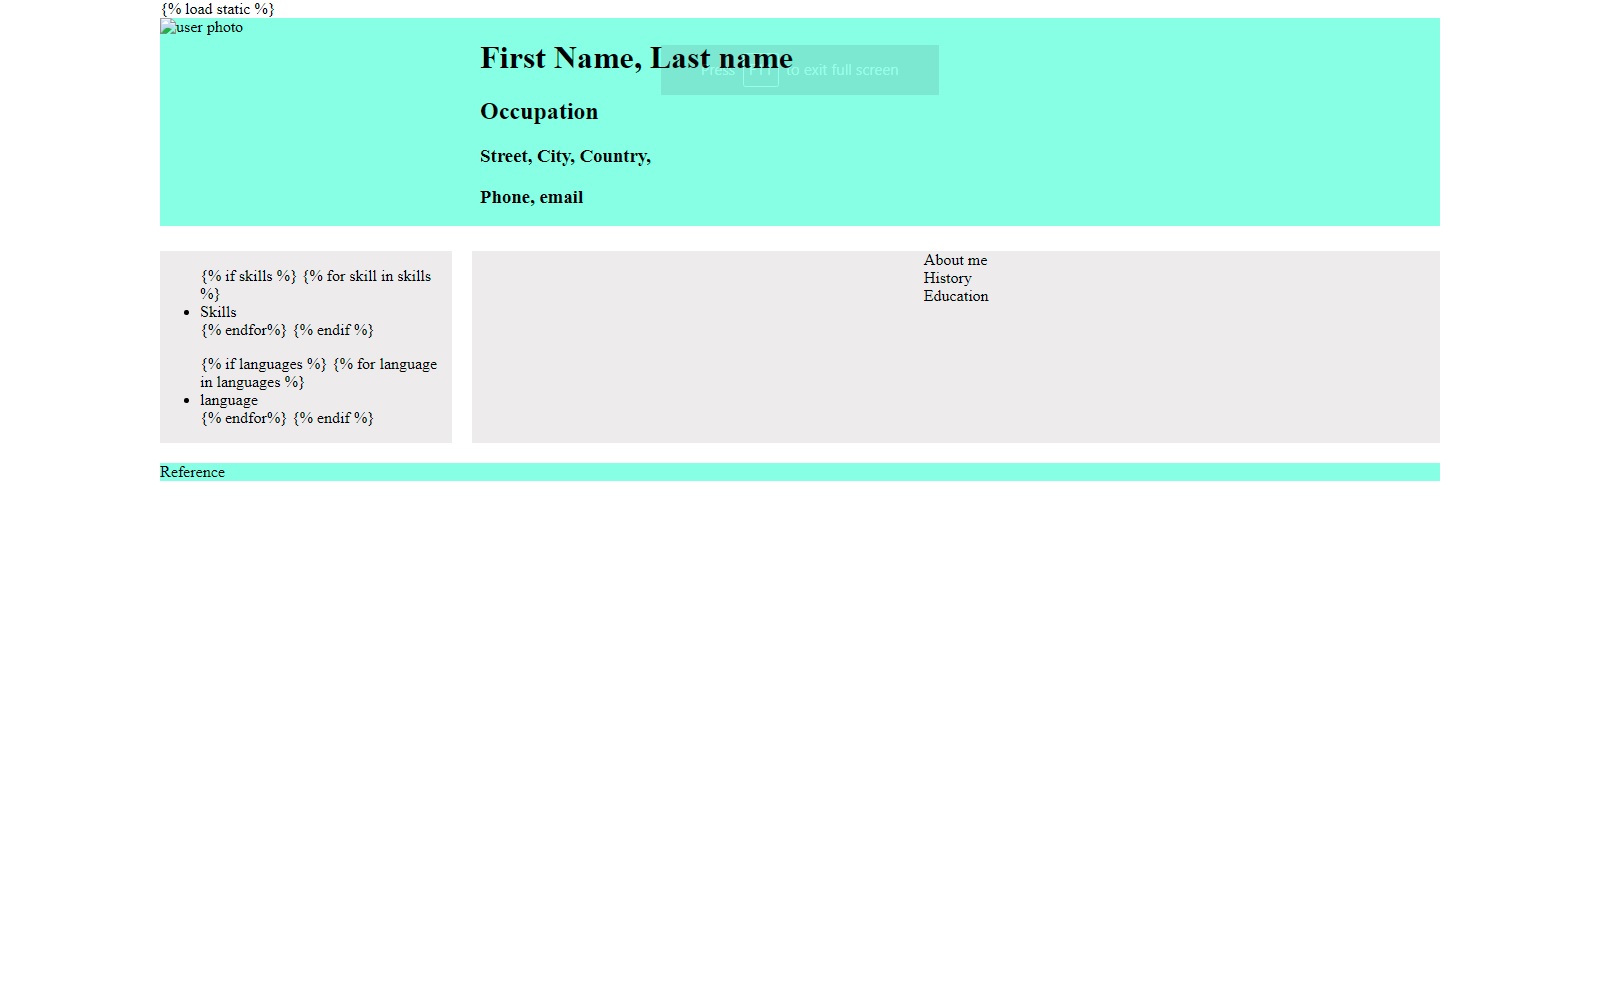 {% load static %}
user photo
First Name, Last name
Press F11 to exit full screen
Occupation
Street, City, Country,
Phone, email
{% if skills %} {% for skill in skills
%}
Skills
{% endfor%} {% endif %}
{% if languages %} {% for language
in languages %}
language
{% endfor%} {% endif %}
About me
History
Education
Reference